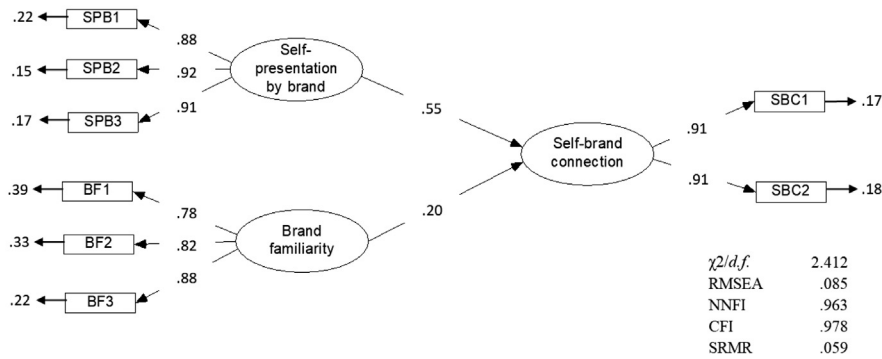 .22 SPB1
.88
Self-
presentation
by brand
.15 SPB2
.92
.17 SPB3
.91
.55
SBC1 .17
.91
Self-brand
connection
.91
SBC2 .18
.39 BF1
.78
.20
Brand
familiarity
.33 BF2
.82
.88
.22 BF3
χ2/d.f. 2.412
RMSEA .085
NNFI .963
CFI .978
SRMR .059